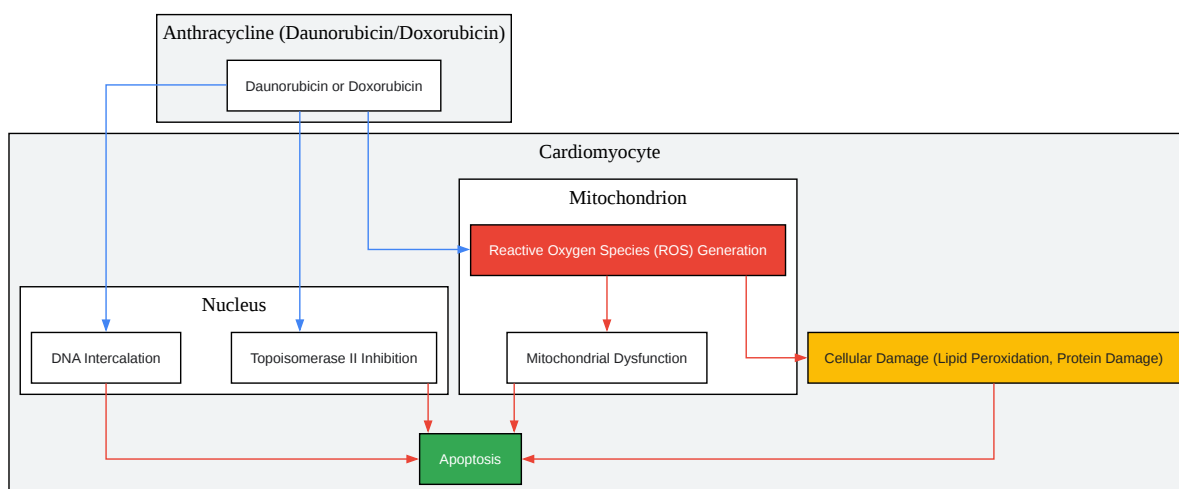 Anthracycline (Daunorubicin/Doxorubicin)
Daunorubicin or Doxorubicin
Cardiomyocyte
Mitochondrion
Reactive Oxygen Species (ROS) Generation
Nucleus
DNA Intercalation
Topoisomerase II Inhibition
Mitochondrial Dysfunction
Cellular Damage (Lipid Peroxidation, Protein Damage)
Apoptosis